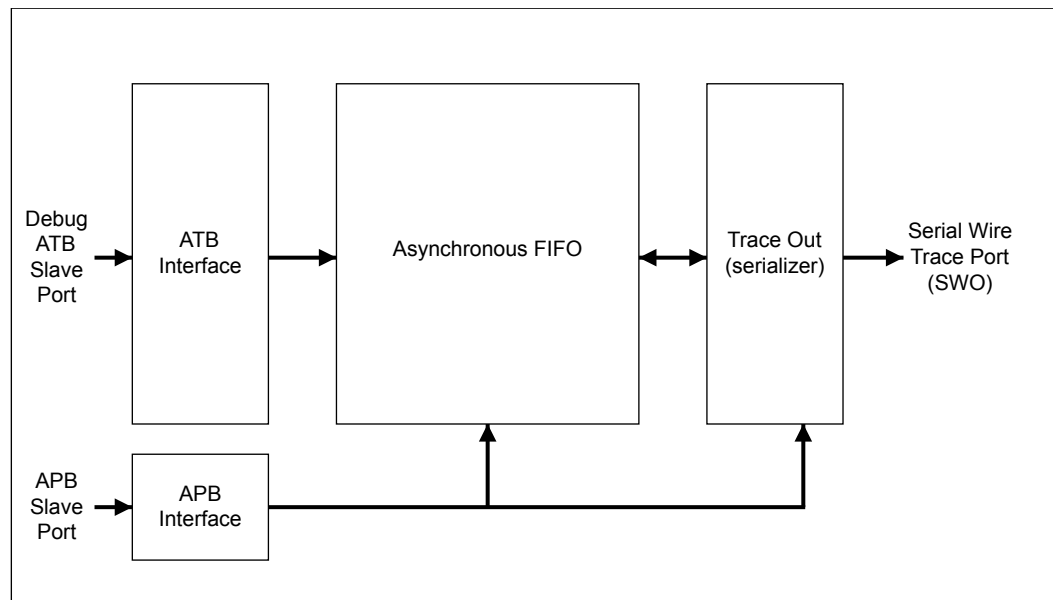 Debug
ATB
Slave
Port
ATB
Interface
Asynchronous FIFO
Trace Out
(serializer)
Serial Wire
Trace Port
(SWO)
APB
Slave
Port
APB
Interface